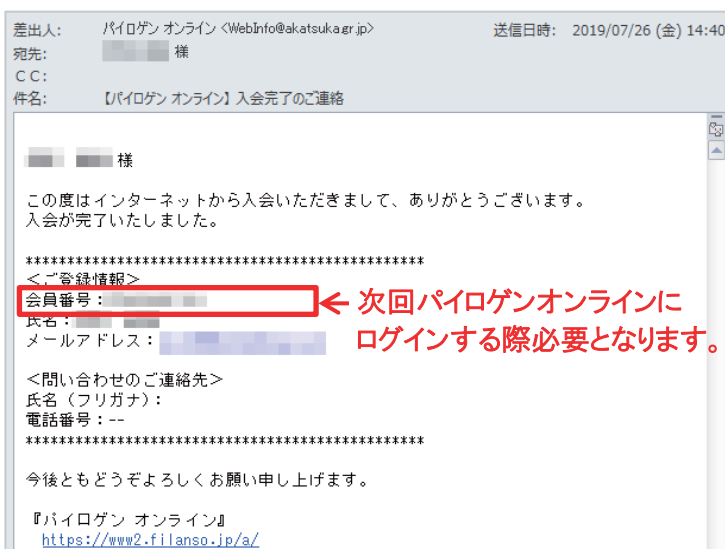 差出人: パイロゲン オンライン <WebInfo@akatsuka.gr.jp> 送信日時: 2019/07/26 (金) 14:40
宛先: 様
CC:
件名: 【パイロゲン オンライン】入会完了のご連絡
様
この度はインターネットから入会いただきまして、ありがとうございます。
入会が完了いたしました。
***********************************************
<ご登録情報>
会員番号:
← 次回パイロゲンオンラインに
氏名:
ログインする際必要となります。
メールアドレス:
<問い合わせのご連絡先>
氏名（フリガナ）:
電話番号:--
***********************************************
今後ともどうぞよろしくお願い申し上げます。
『パイロゲン オンライン』
https://www2.filanso.jp/a/